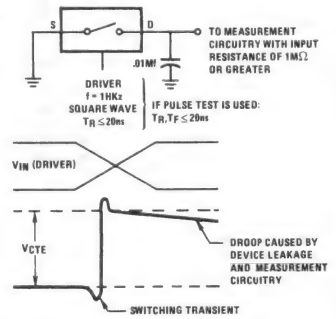 S
D
TO MEASUREMENT
CIRCUITRY WITH INPUT
RESISTANCE OF 1MΩ
OR GREATER
.01Mf
DRIVER
f = 1HKz
SQUARE WAVE
TR ≤ 20ns
IF PULSE TEST IS USED:
TR,TF ≤ 20ns
VIN (DRIVER)
VCTE
DROOP CAUSED BY
DEVICE LEAKAGE
AND MEASUREMENT
CIRCUITRY
SWITCHING TRANSIENT